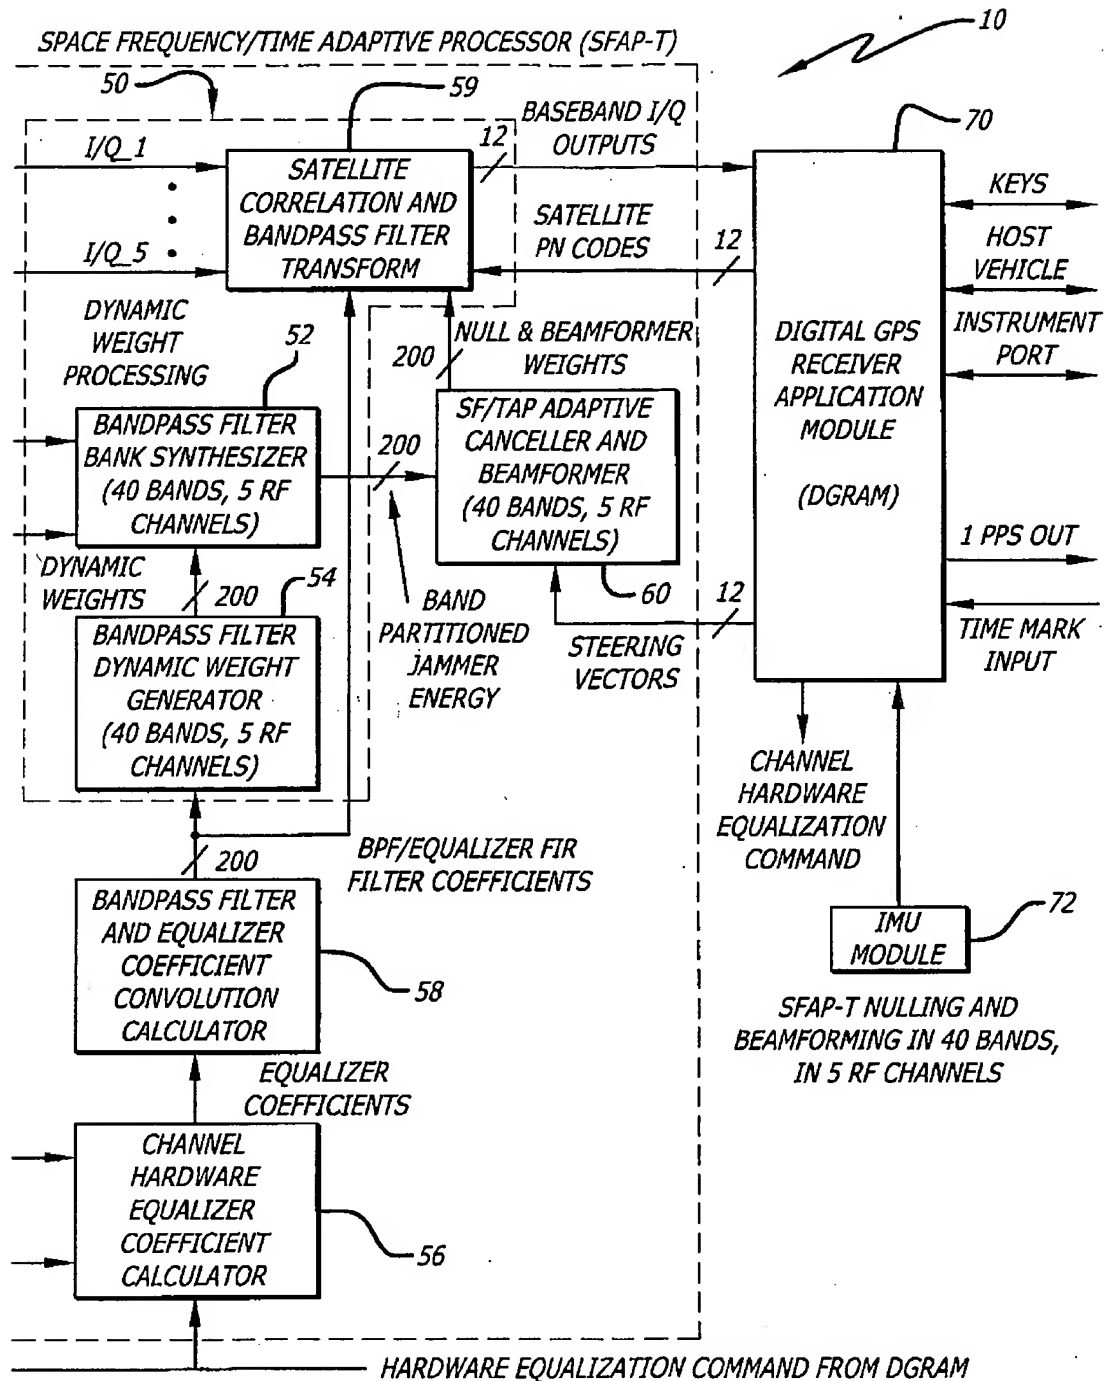 SPACE FREQUENCY/TIME ADAPTIVE PROCESSOR (SFAP-T)
10
50
59
I/Q_1
I/Q_5
SATELLITE
CORRELATION AND
BANDPASS FILTER
TRANSFORM
12
BASEBAND I/Q
OUTPUTS
SATELLITE
PN CODES
12
70
KEYS
HOST
VEHICLE
INSTRUMENT
PORT
DIGITAL GPS
RECEIVER
APPLICATION
MODULE
(DGRAM)
1 PPS OUT
TIME MARK
INPUT
DYNAMIC
WEIGHT
PROCESSING
52
200
NULL & BEAMFORMER
WEIGHTS
BANDPASS FILTER
BANK SYNTHESIZER
(40 BANDS, 5 RF
CHANNELS)
200
SF/TAP ADAPTIVE
CANCELLER AND
BEAMFORMER
(40 BANDS, 5 RF
CHANNELS)
60
12
STEERING
VECTORS
DYNAMIC
WEIGHTS
200
54
BAND
PARTITIONED
JAMMER
ENERGY
BANDPASS FILTER
DYNAMIC WEIGHT
GENERATOR
(40 BANDS, 5 RF
CHANNELS)
CHANNEL
HARDWARE
EQUALIZATION
COMMAND
200
BPF/EQUALIZER FIR
FILTER COEFFICIENTS
BANDPASS FILTER
AND EQUALIZER
COEFFICIENT
CONVOLUTION
CALCULATOR
58
IMU
MODULE
72
SFAP-T NULLING AND
BEAMFORMING IN 40 BANDS,
IN 5 RF CHANNELS
EQUALIZER
COEFFICIENTS
CHANNEL
HARDWARE
EQUALIZER
COEFFICIENT
CALCULATOR
56
HARDWARE EQUALIZATION COMMAND FROM DGRAM